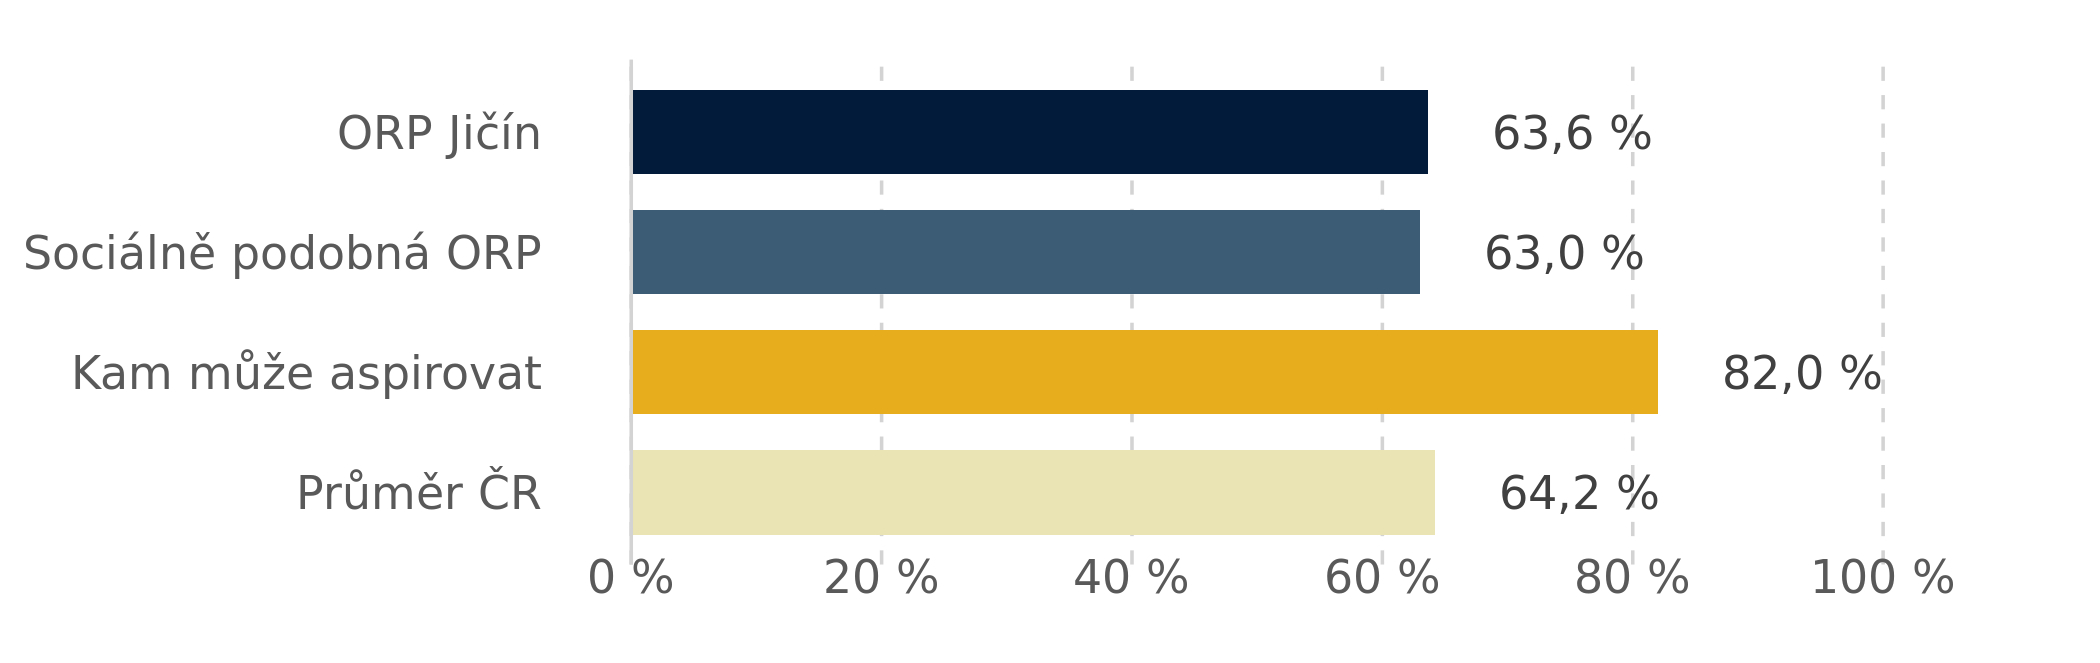 ORP Jičín 63,6 %
Sociálně podobná ORP 63,0 %
Kam může aspirovat 82,0 %
Průměr ČR 64,2 %
0 % 20 % 40 % 60 % 80 % 100 %